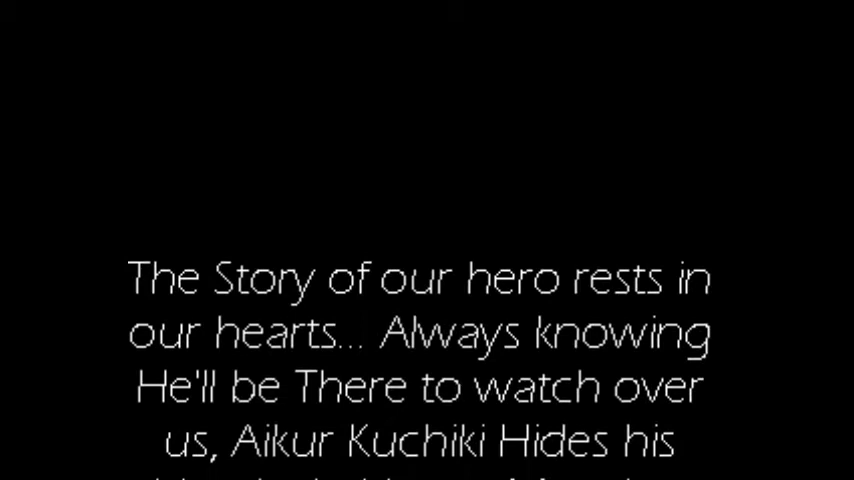 The Story of our hero rests in
our hearts... Always knowing
He'll be There to watch over
us, Aikur Kuchiki Hides his